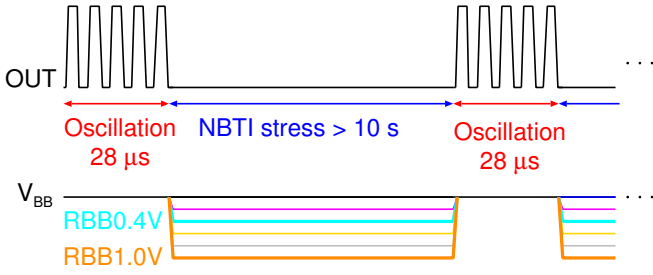 OUT
. . .
Oscillation
28 μs
NBTI stress > 10 s
Oscillation
28 μs
V_BB
. . .
RBB0.4V
RBB1.0V